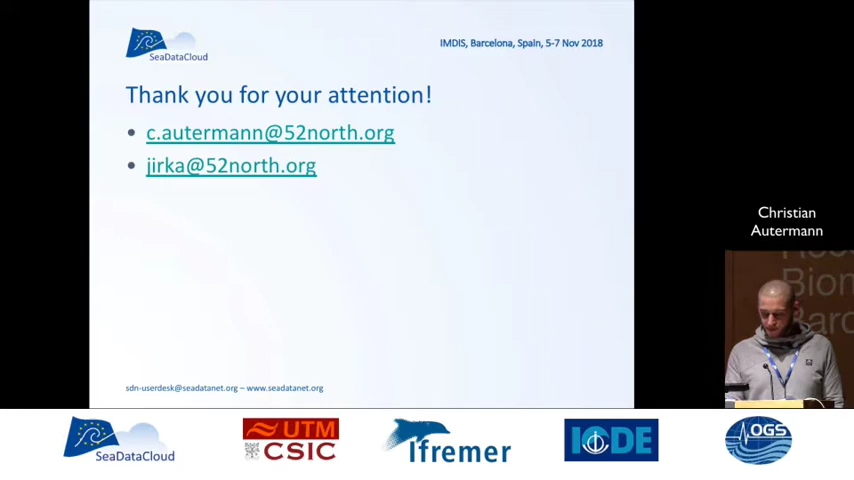 SeaDataCloud
IMDIS, Barcelona, Spain, 5-7 Nov 2018
Thank you for your attention!
• c.autermann@52north.org
• jirka@52north.org
Christian
Autermann
sdn-userdesk@seadatanet.org – www.seadatanet.org
SeaDataCloud
UTM
CSIC
Ifremer
IODE
OGS